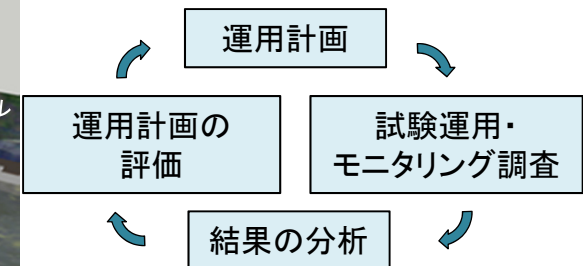 運用計画
ル
運用計画の
評価
試験運用・
モニタリング調査
結果の分析